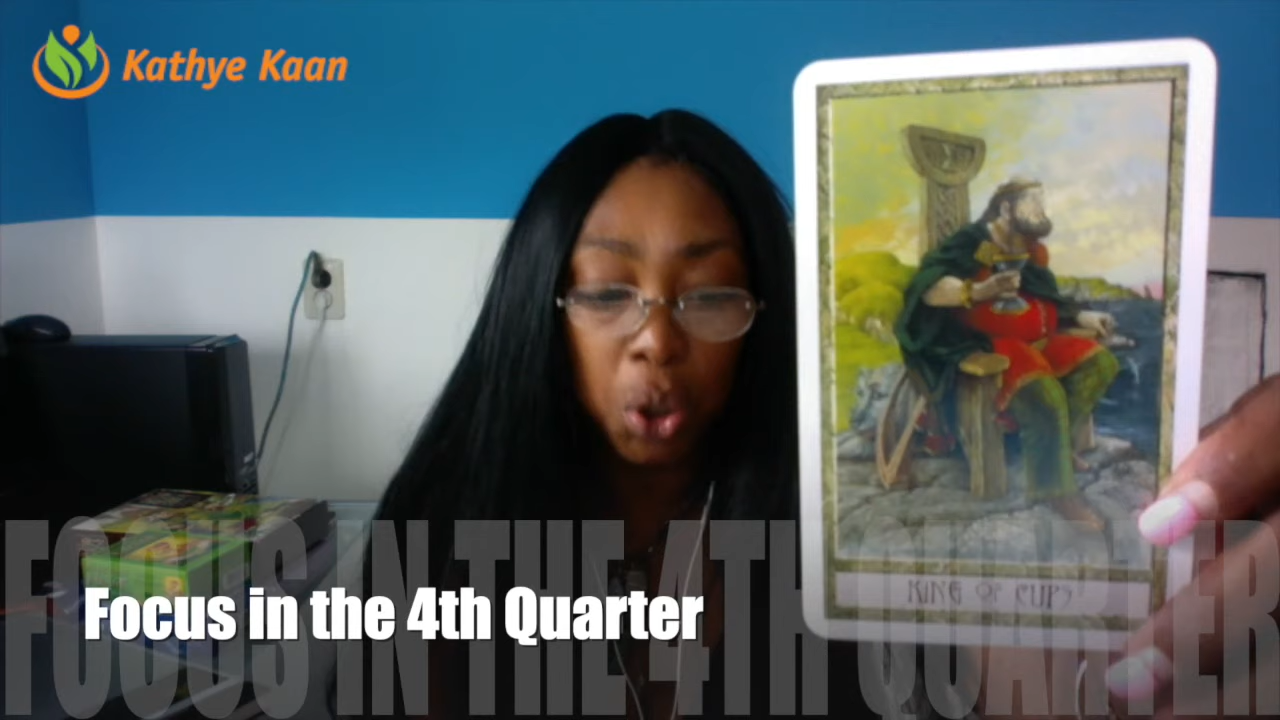 Kathye Kaan
KING OF CUPS
FOCUS IN THE 4TH QUARTER
Focus in the 4th Quarter